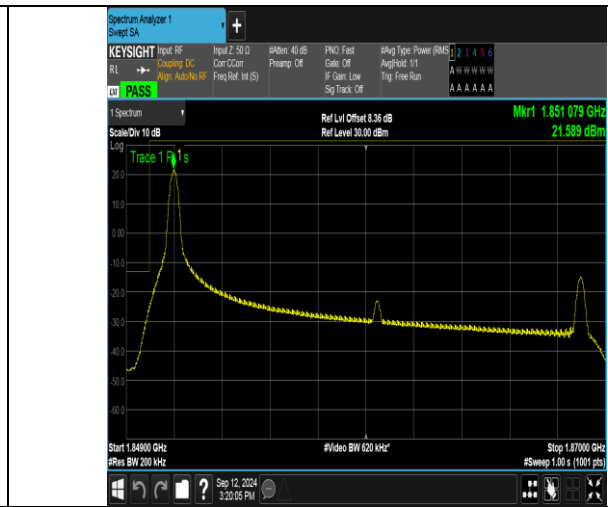 Spectrum Analyzer 1
Swept SA
+
KEYSIGHT Input: RF Input Z: 50 Ω #Atten: 40 dB PNO: Fast #Avg Type: Power (RMS 1 2 3 4 5 6
RL Coupling: DC Corr CCorr Preamp: Off Gate: Off Avg|Hold: 1/1 A W W W W W
Align: Auto/No RF Freq Ref: Int (S) IF Gain: Low Trig: Free Run
PASS Sig Track: Off A A A A A A
1 Spectrum
Ref Lvl Offset 8.36 dB Mkr1 1.851 079 GHz
Scale/Div 10 dB Ref Level 30.00 dBm 21.589 dBm
Log
Trace 1 P 1 s
20.0
10.0
0.00
-10.0
-20.0
-30.0
-40.0
-50.0
-60.0
Start 1.84900 GHz #Video BW 620 kHz* Stop 1.87000 GHz
#Res BW 200 kHz #Sweep 1.00 s (1001 pts)
? Sep 12, 2024
3:20:05 PM